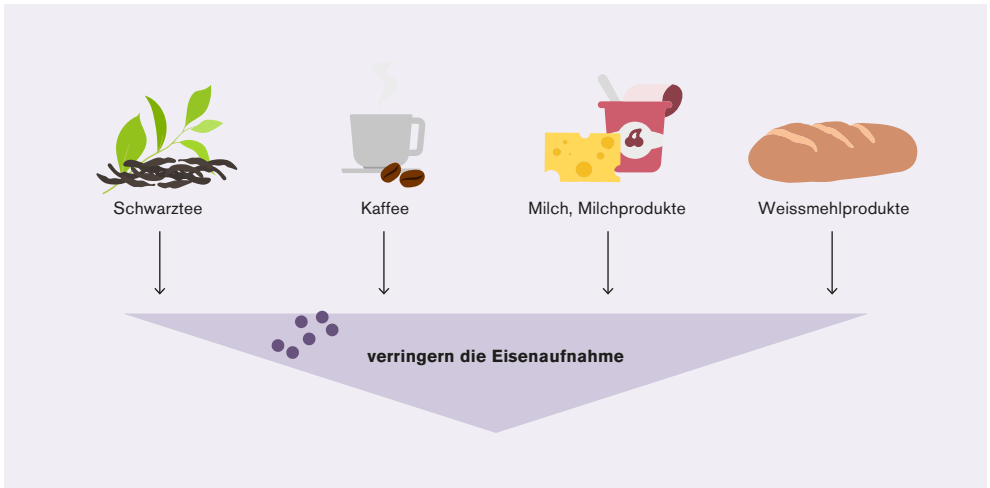 Schwarztee
Kaffee
Milch, Milchprodukte
Weissmehlprodukte
verringern die Eisenaufnahme